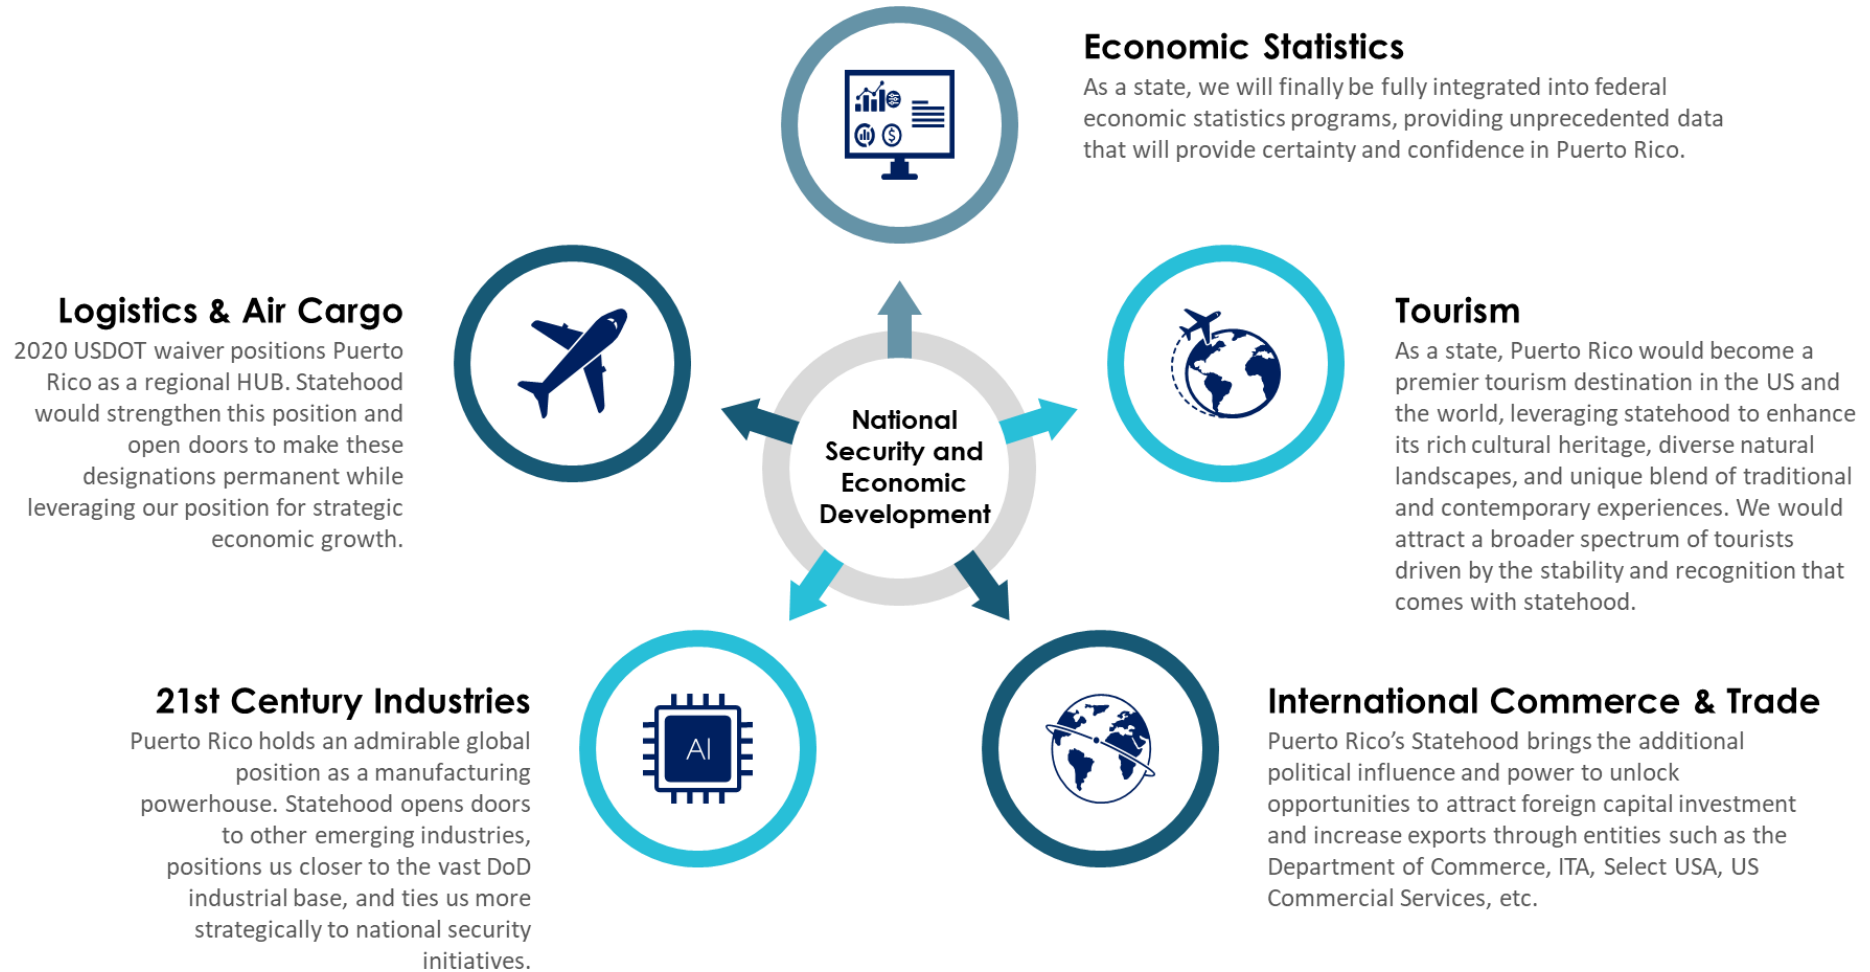 Economic Statistics
As a state, we will finally be fully integrated into federal
economic statistics programs, providing unprecedented data
that will provide certainty and confidence in Puerto Rico.
Logistics & Air Cargo
2020 USDOT waiver positions Puerto
Rico as a regional HUB. Statehood
would strengthen this position and
open doors to make these
designations permanent while
leveraging our position for strategic
economic growth.
National
Security and
Economic
Development
Tourism
As a state, Puerto Rico would become a
premier tourism destination in the US and
the world, leveraging statehood to enhance
its rich cultural heritage, diverse natural
landscapes, and unique blend of traditional
and contemporary experiences. We would
attract a broader spectrum of tourists
driven by the stability and recognition that
comes with statehood.
21st Century Industries
Puerto Rico holds an admirable global
position as a manufacturing
powerhouse. Statehood opens doors
to other emerging industries,
positions us closer to the vast DoD
industrial base, and ties us more
strategically to national security
initiatives.
AI
International Commerce & Trade
Puerto Rico’s Statehood brings the additional
political influence and power to unlock
opportunities to attract foreign capital investment
and increase exports through entities such as the
Department of Commerce, ITA, Select USA, US
Commercial Services, etc.
$